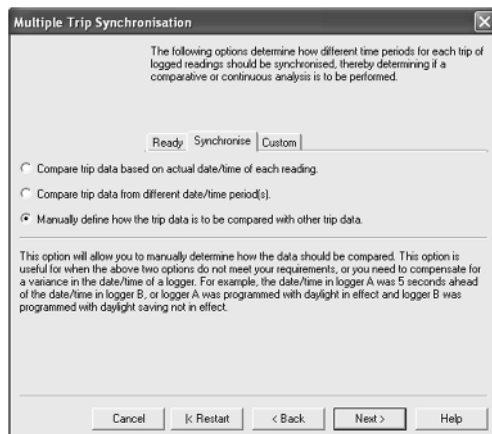 Multiple Trip Synchronisation
The following options determine how different time periods for each trip of
logged readings should be synchronised, thereby determining if a
comparative or continuous analysis is to be performed.
Ready Synchronise Custom
Compare trip data based on actual date/time of each reading.
Compare trip data from different date/time period(s).
Manually define how the trip data is to be compared with other trip data.
This option will allow you to manually determine how the data should be compared. This option is
useful for when the above two options do not meet your requirements, or you need to compensate for
a variance in the date/time of a logger. For example, the date/time in logger A was 5 seconds ahead
of the date/time in logger B, or logger A was programmed with daylight in effect and logger B was
programmed with daylight saving not in effect.
Cancel |< Restart < Back Next > Help